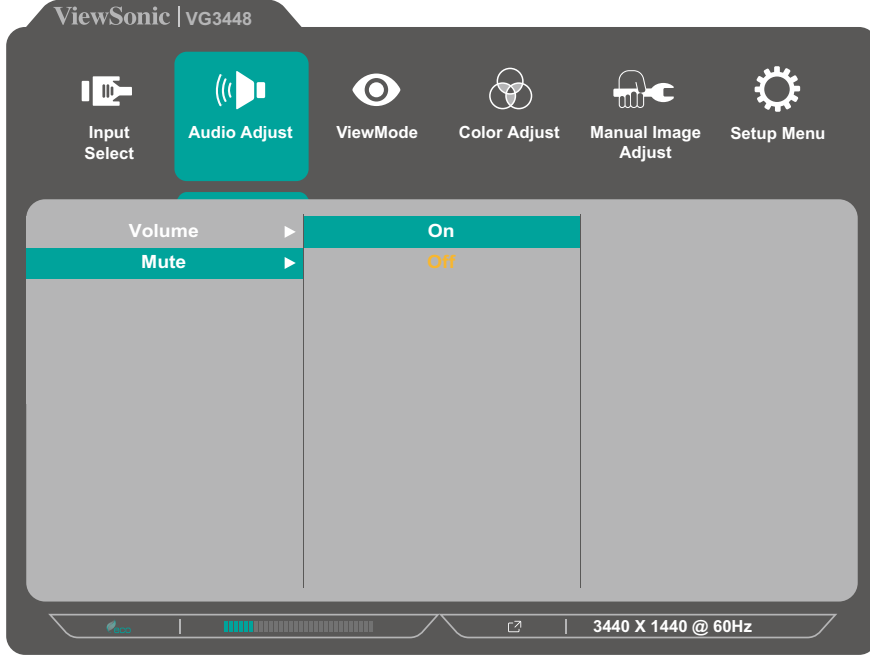 ViewSonic | VG3448
Input
Select
Audio Adjust
ViewMode
Color Adjust
Manual Image
Adjust
Setup Menu
Volume
On
Mute
Off
eco
3440 X 1440 @ 60Hz